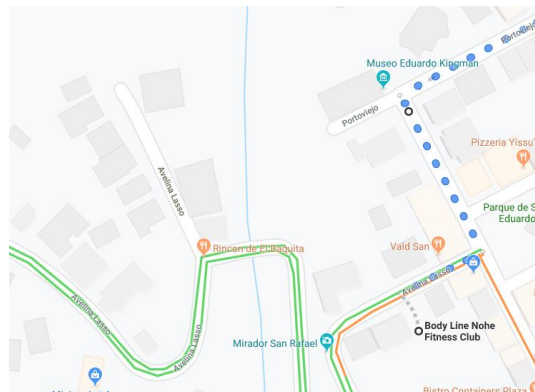 Portoviejo
Museo Eduardo Kingman
Portoviejo
Pizzeria Yissu
Avelina Lasso
Parque de S
Eduardo
Rincon de El Baguita
Vald San
Avelina Lasso
Avelina Lasso
Avelina Lasso
Body Line Nohe
Fitness Club
Mirador San Rafael
Bistro Containers Plaza